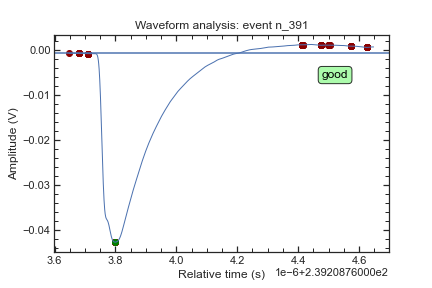 Waveform analysis: event n_391
0.00
−0.01
−0.02
−0.03
−0.04
Amplitude (V)
good
3.6 3.8 4.0 4.2 4.4 4.6
Relative time (s) 1e−6+2.3920876000e2